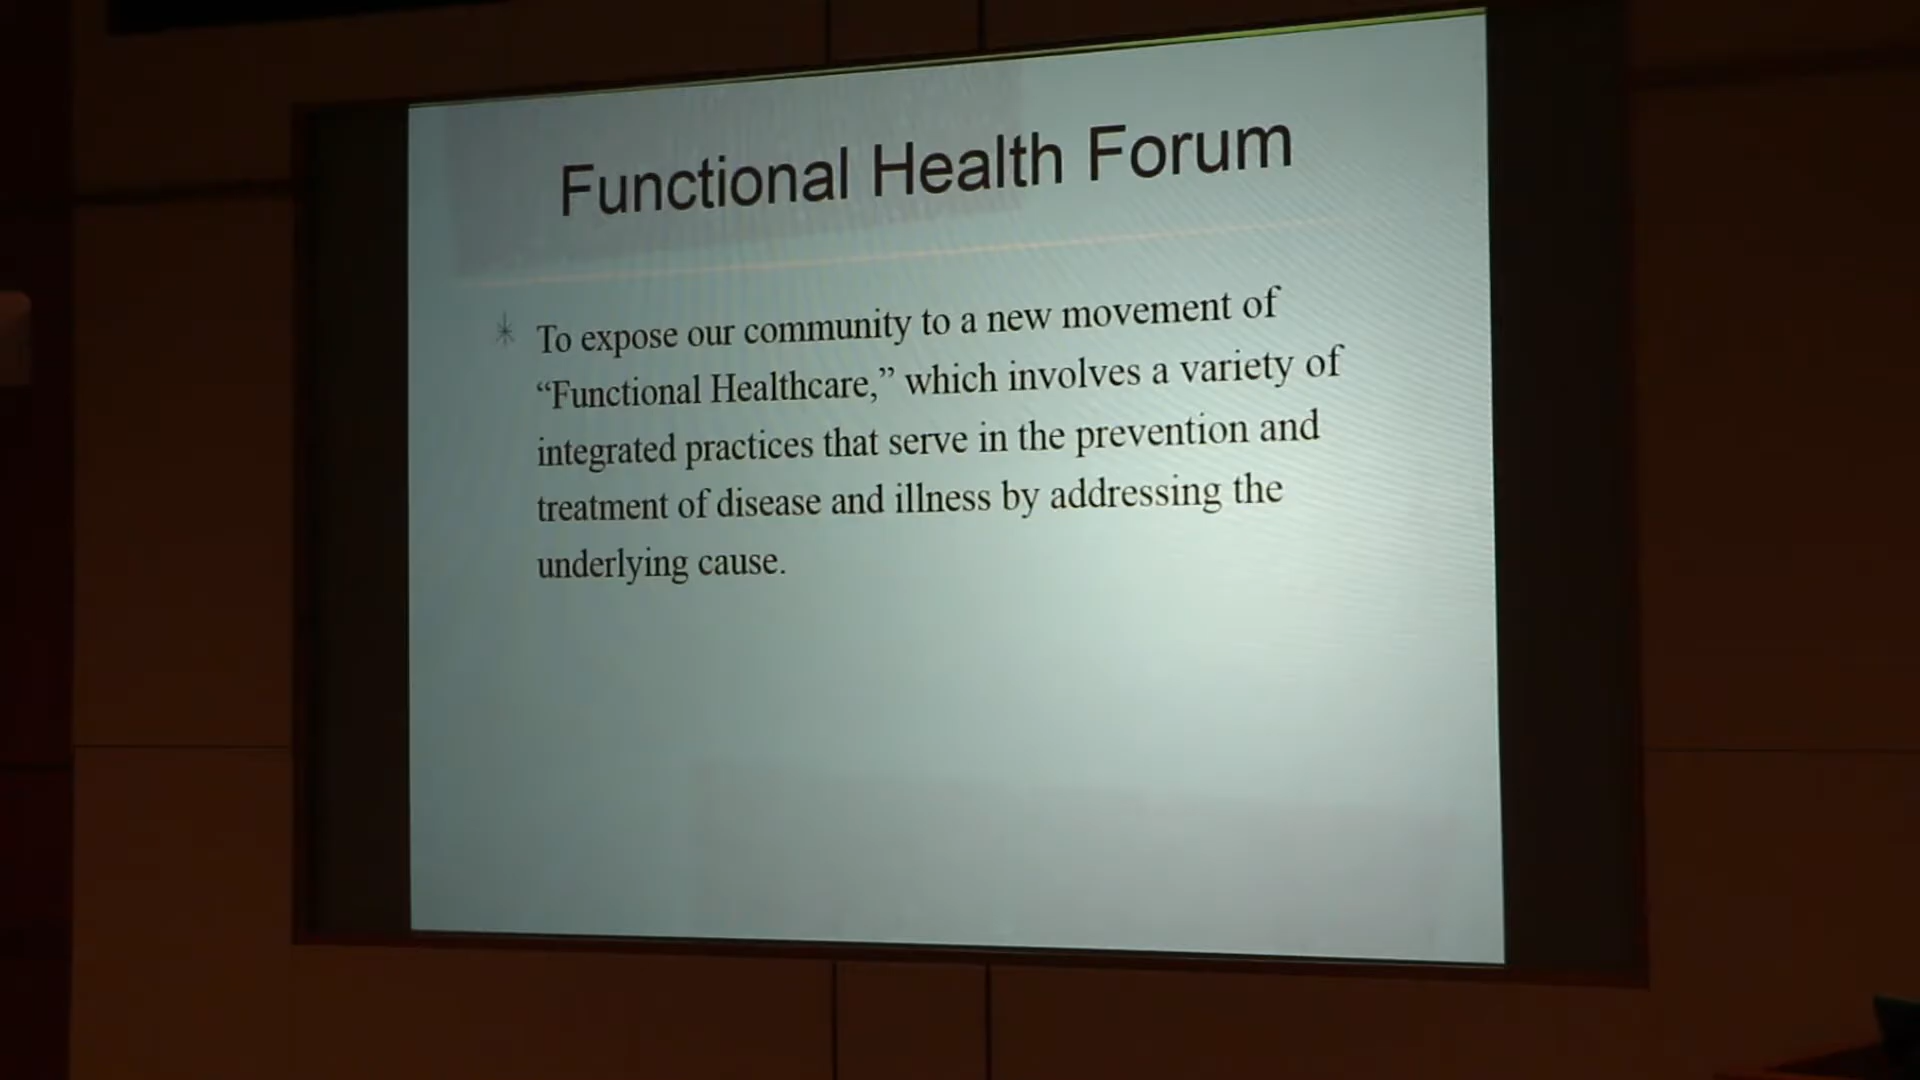 Functional Health Forum
To expose our community to a new movement of
“Functional Healthcare,” which involves a variety of
integrated practices that serve in the prevention and
treatment of disease and illness by addressing the
underlying cause.